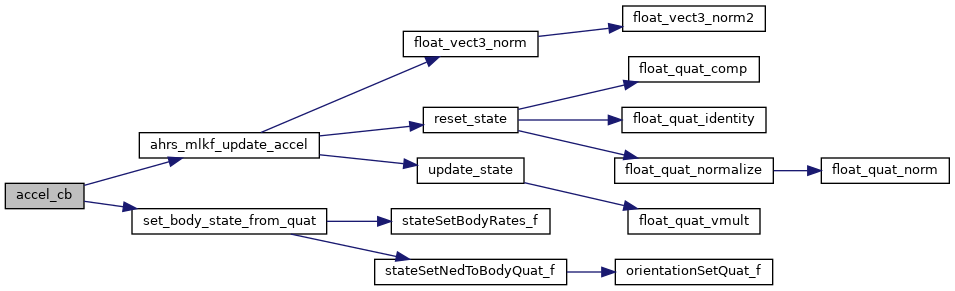 accel_cb
ahrs_mlkf_update_accel
float_vect3_norm
float_vect3_norm2
reset_state
float_quat_comp
float_quat_identity
float_quat_normalize
float_quat_norm
update_state
float_quat_vmult
set_body_state_from_quat
stateSetBodyRates_f
stateSetNedToBodyQuat_f
orientationSetQuat_f